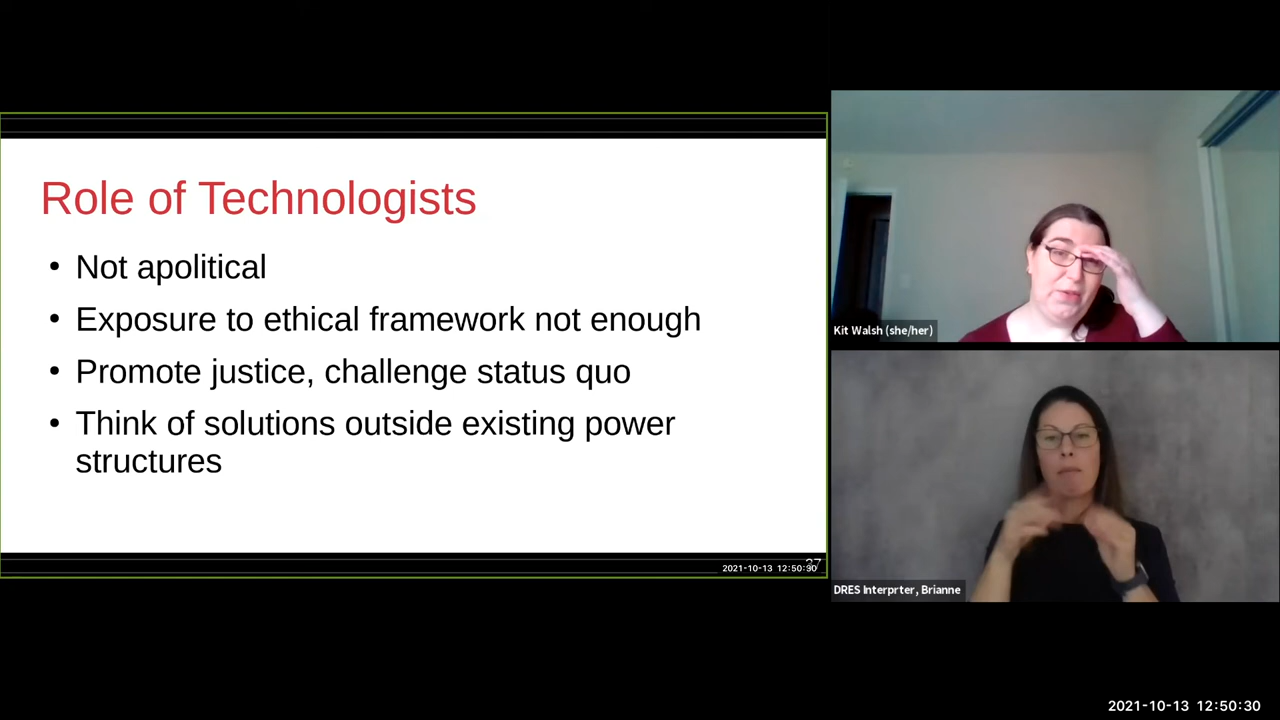 Role of Technologists
• Not apolitical
• Exposure to ethical framework not enough
• Promote justice, challenge status quo
• Think of solutions outside existing power
structures
37
2021-10-13 12:50:30
Kit Walsh (she/her)
DRES Interprter, Brianne
2021-10-13 12:50:30